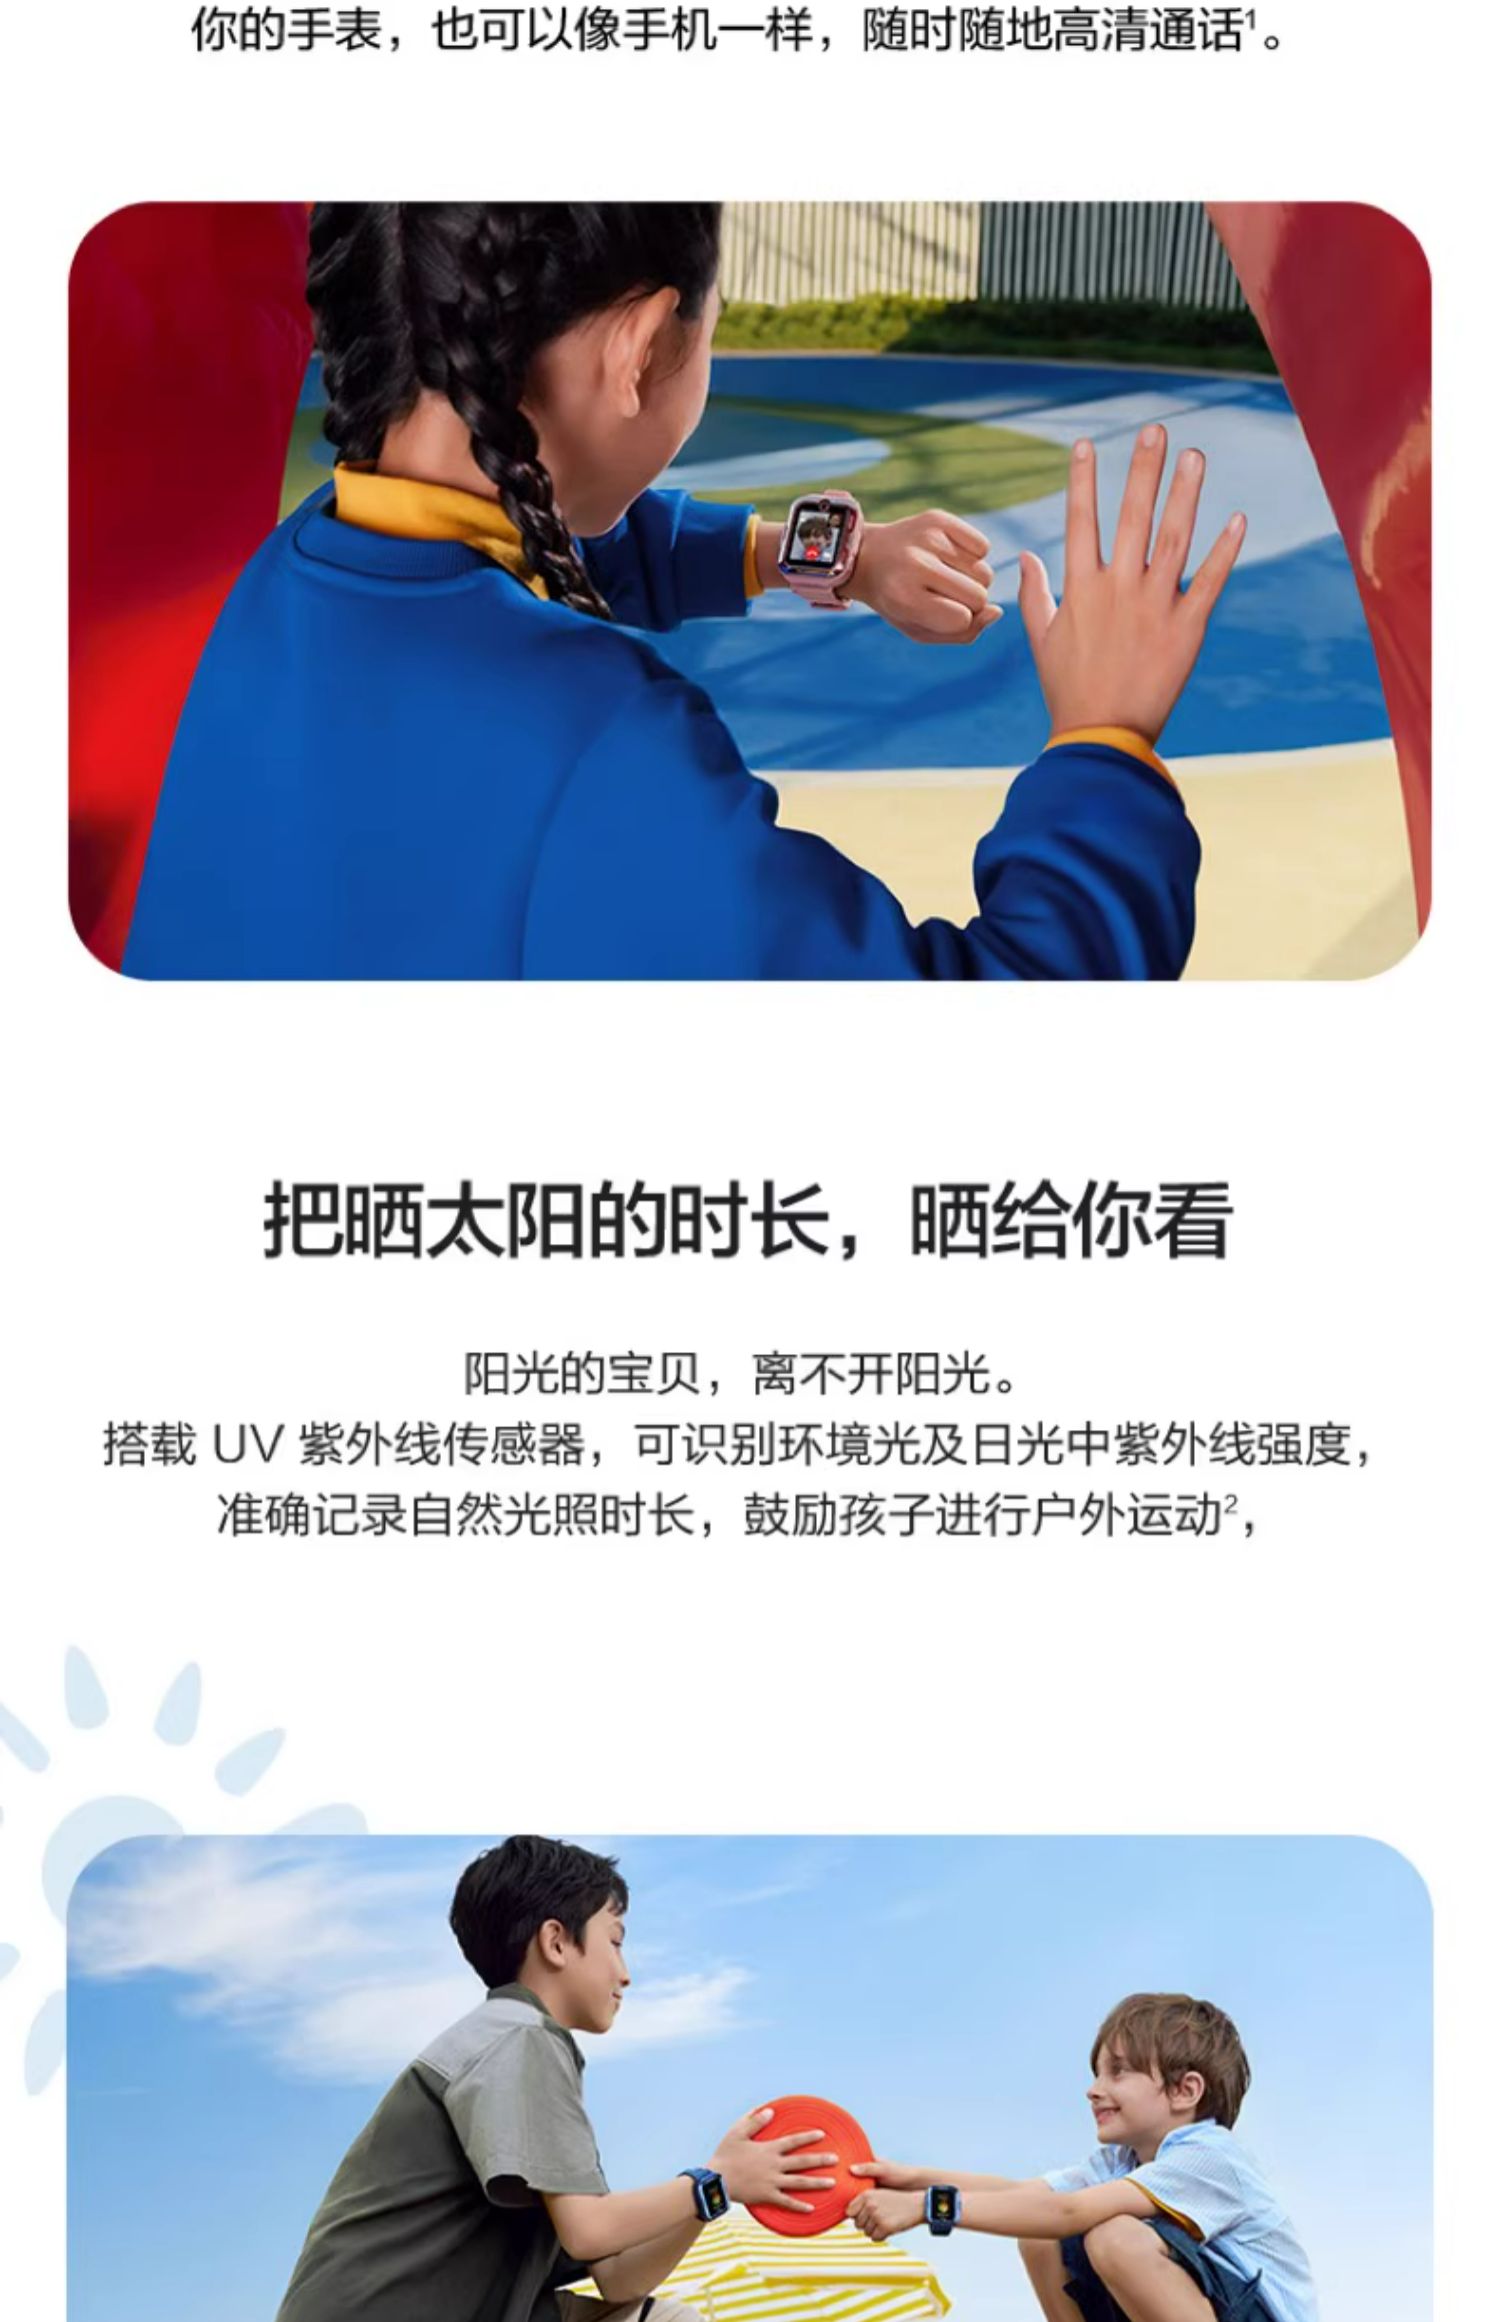 你的手表，也可以像手机一样，随时随地高清通话¹。
把晒太阳的时长，晒给你看
阳光的宝贝，离不开阳光。
搭载 UV 紫外线传感器，可识别环境光及日光中紫外线强度，
准确记录自然光照时长，鼓励孩子进行户外运动²，